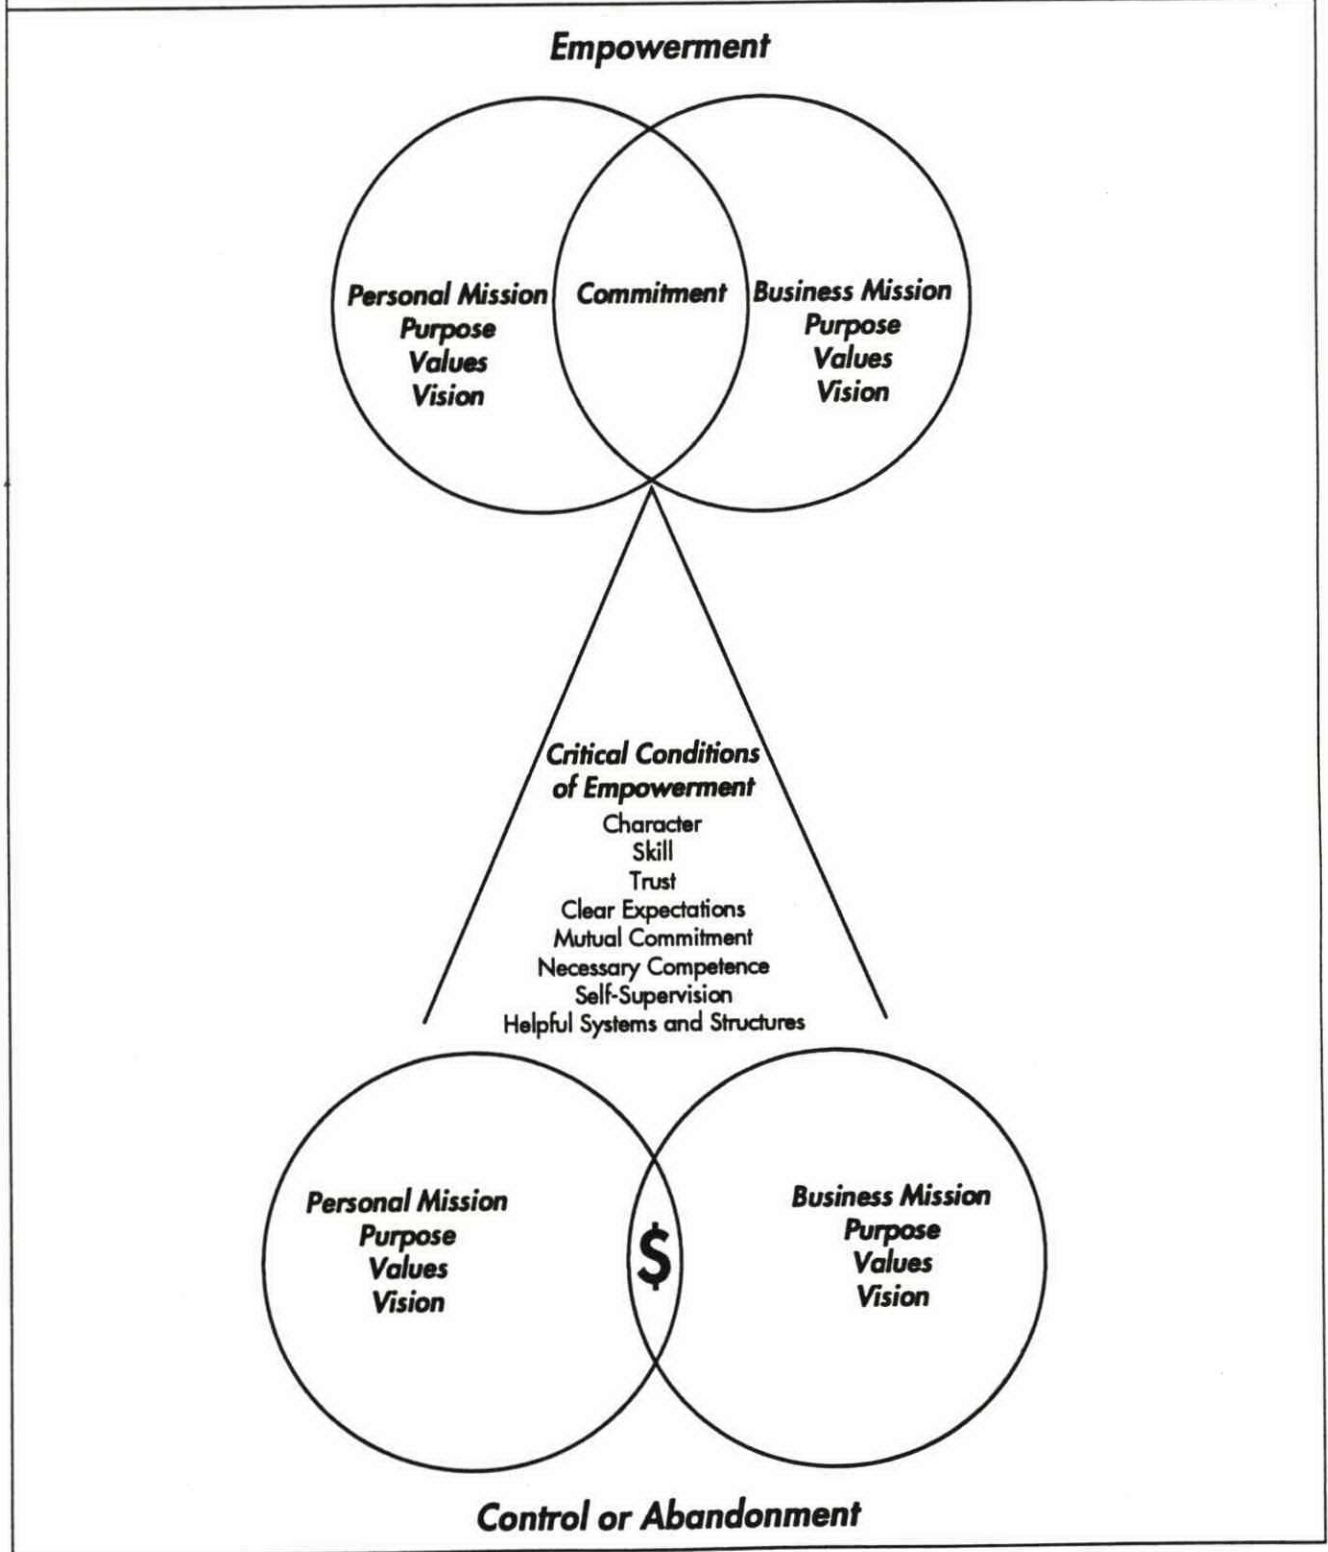 Empowerment
Personal Mission
Purpose
Values
Vision
Commitment
Business Mission
Purpose
Values
Vision
Critical Conditions
of Empowerment
Character
Skill
Trust
Clear Expectations
Mutual Commitment
Necessary Competence
Self-Supervision
Helpful Systems and Structures
Personal Mission
Purpose
Values
Vision
$
Business Mission
Purpose
Values
Vision
Control or Abandonment